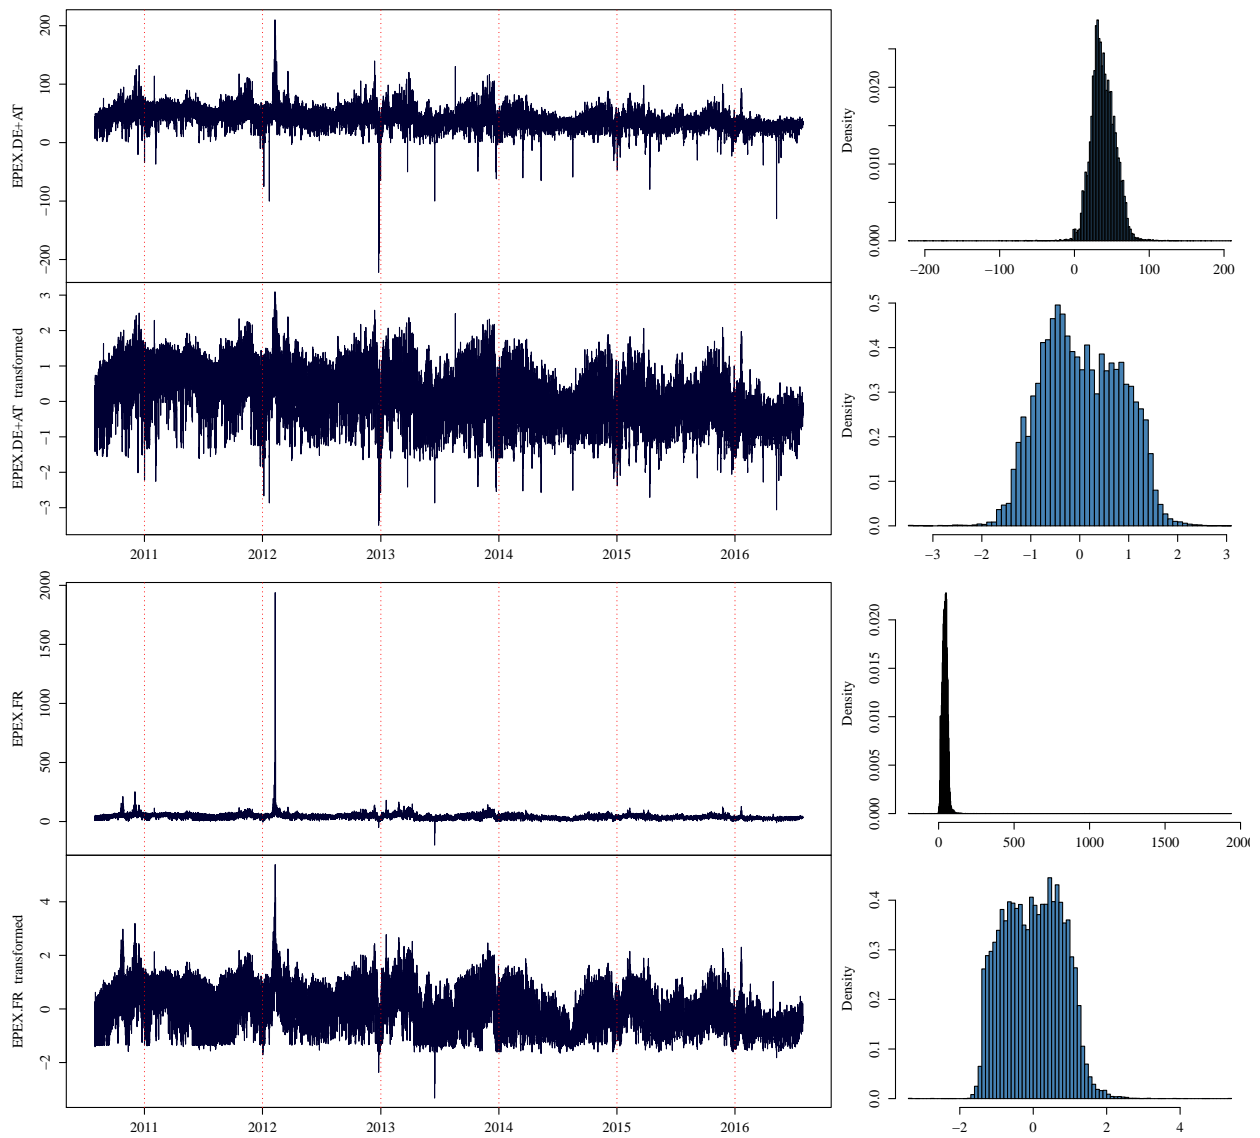 EPEX.DE+AT
200
100
0
−100
−200
Density
0.020
0.010
0.000
−200 −100 0 100 200
EPEX.DE+AT transformed
3
2
1
0
−1
−2
−3
2011 2012 2013 2014 2015 2016
Density
0.5
0.4
0.3
0.2
0.1
0.0
−3 −2 −1 0 1 2 3
EPEX.FR
2000
1500
1000
500
0
Density
0.020
0.015
0.010
0.005
0.000
0 500 1000 1500 2000
EPEX.FR transformed
4
2
0
−2
2011 2012 2013 2014 2015 2016
Density
0.4
0.3
0.2
0.1
0.0
−2 0 2 4